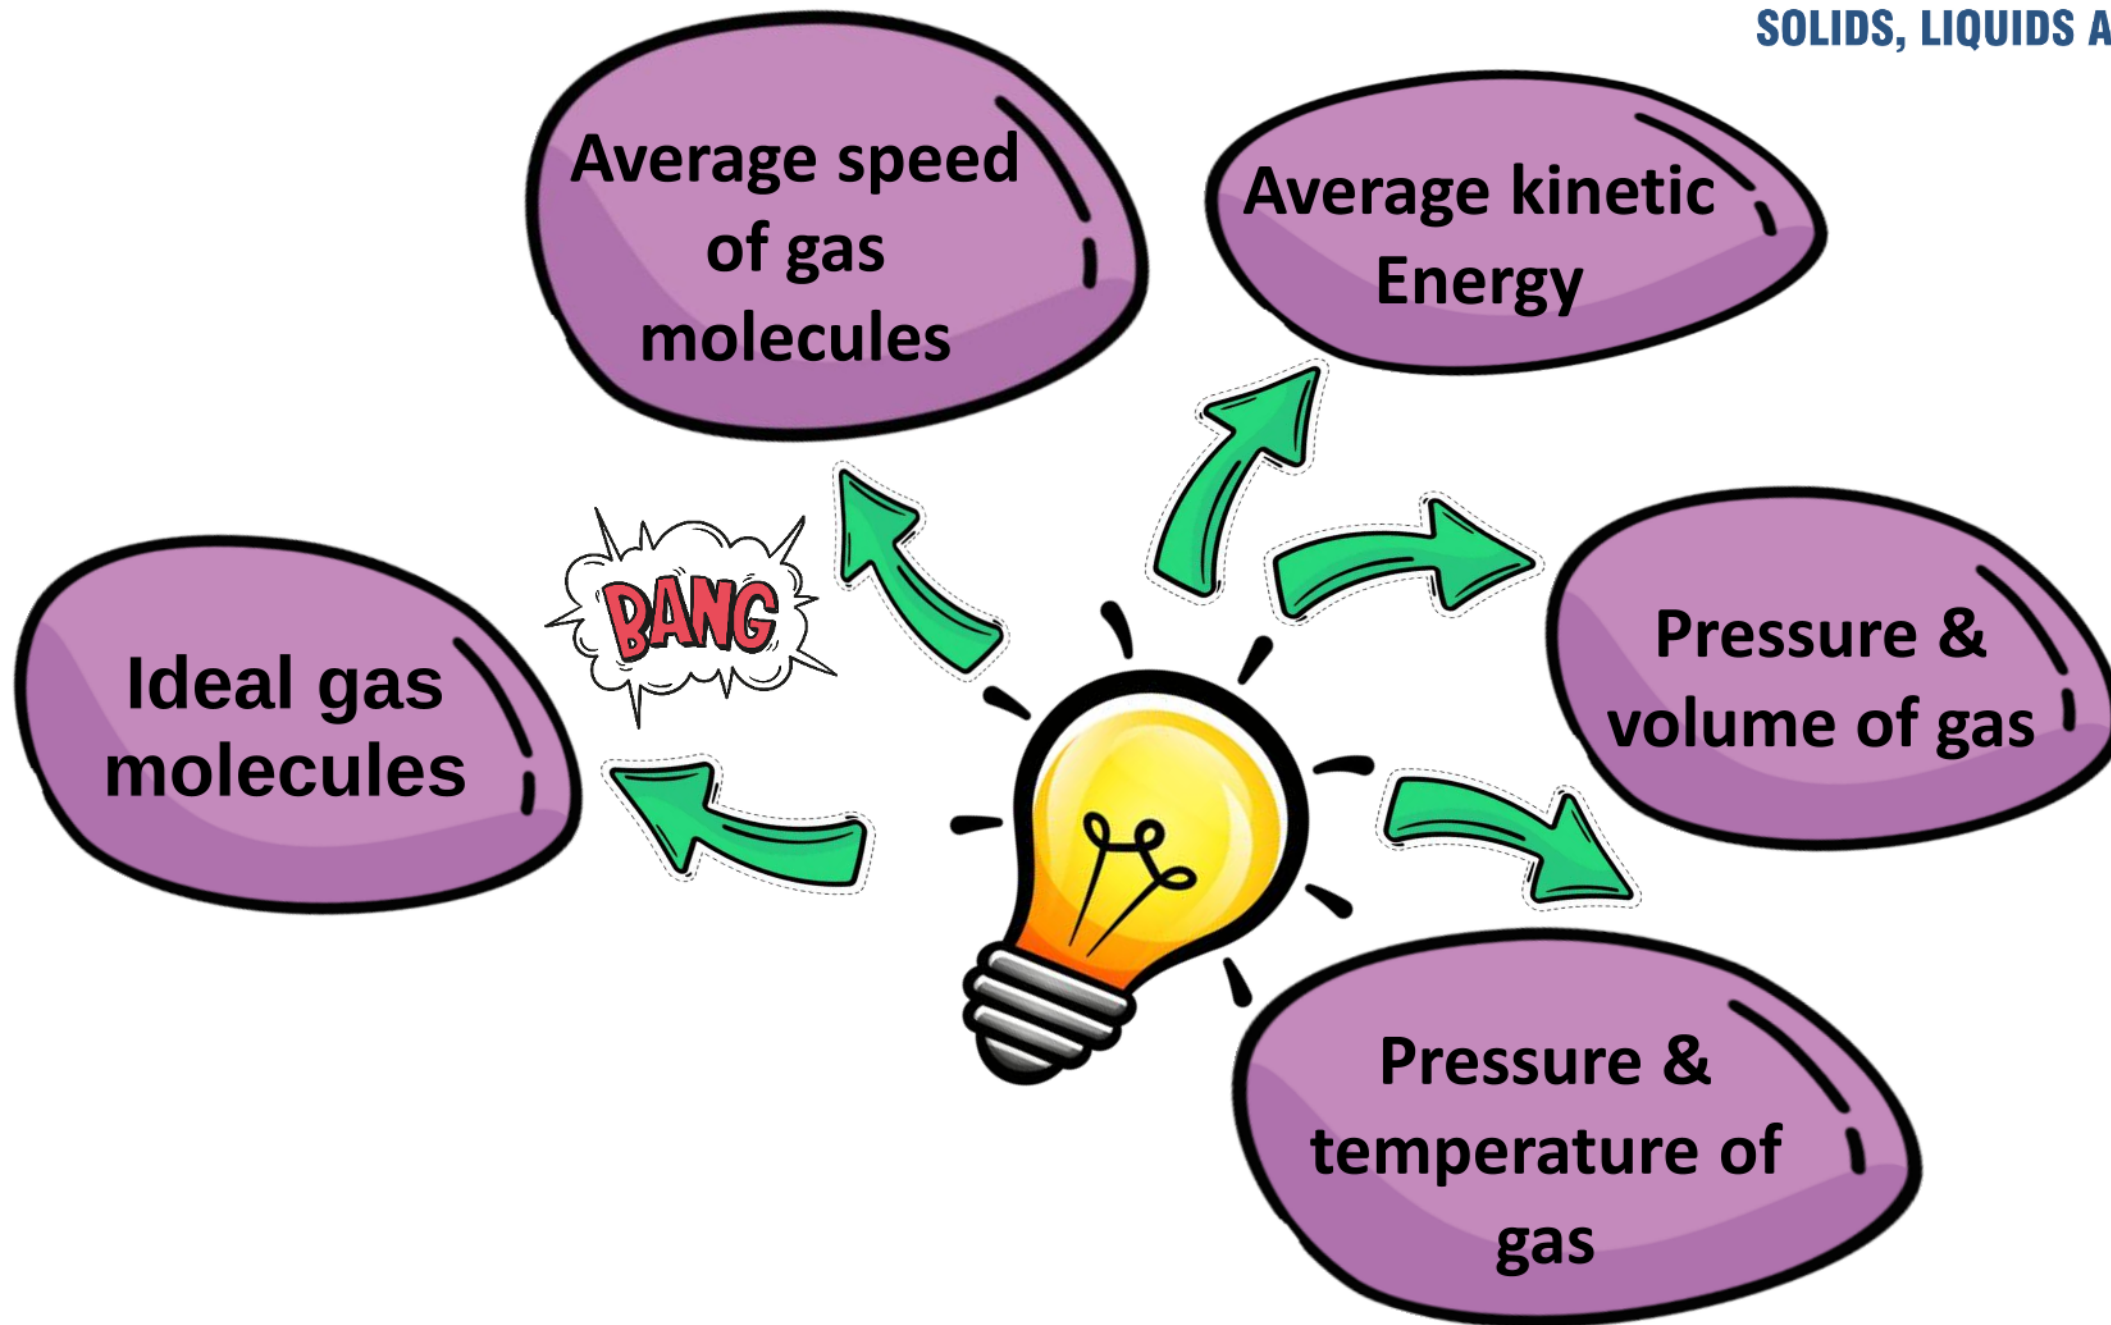 SOLIDS, LIQUIDS A
Average speed
of gas
molecules
Average kinetic
Energy
BANG
Ideal gas
molecules
Pressure &
volume of gas
Pressure &
temperature of
gas